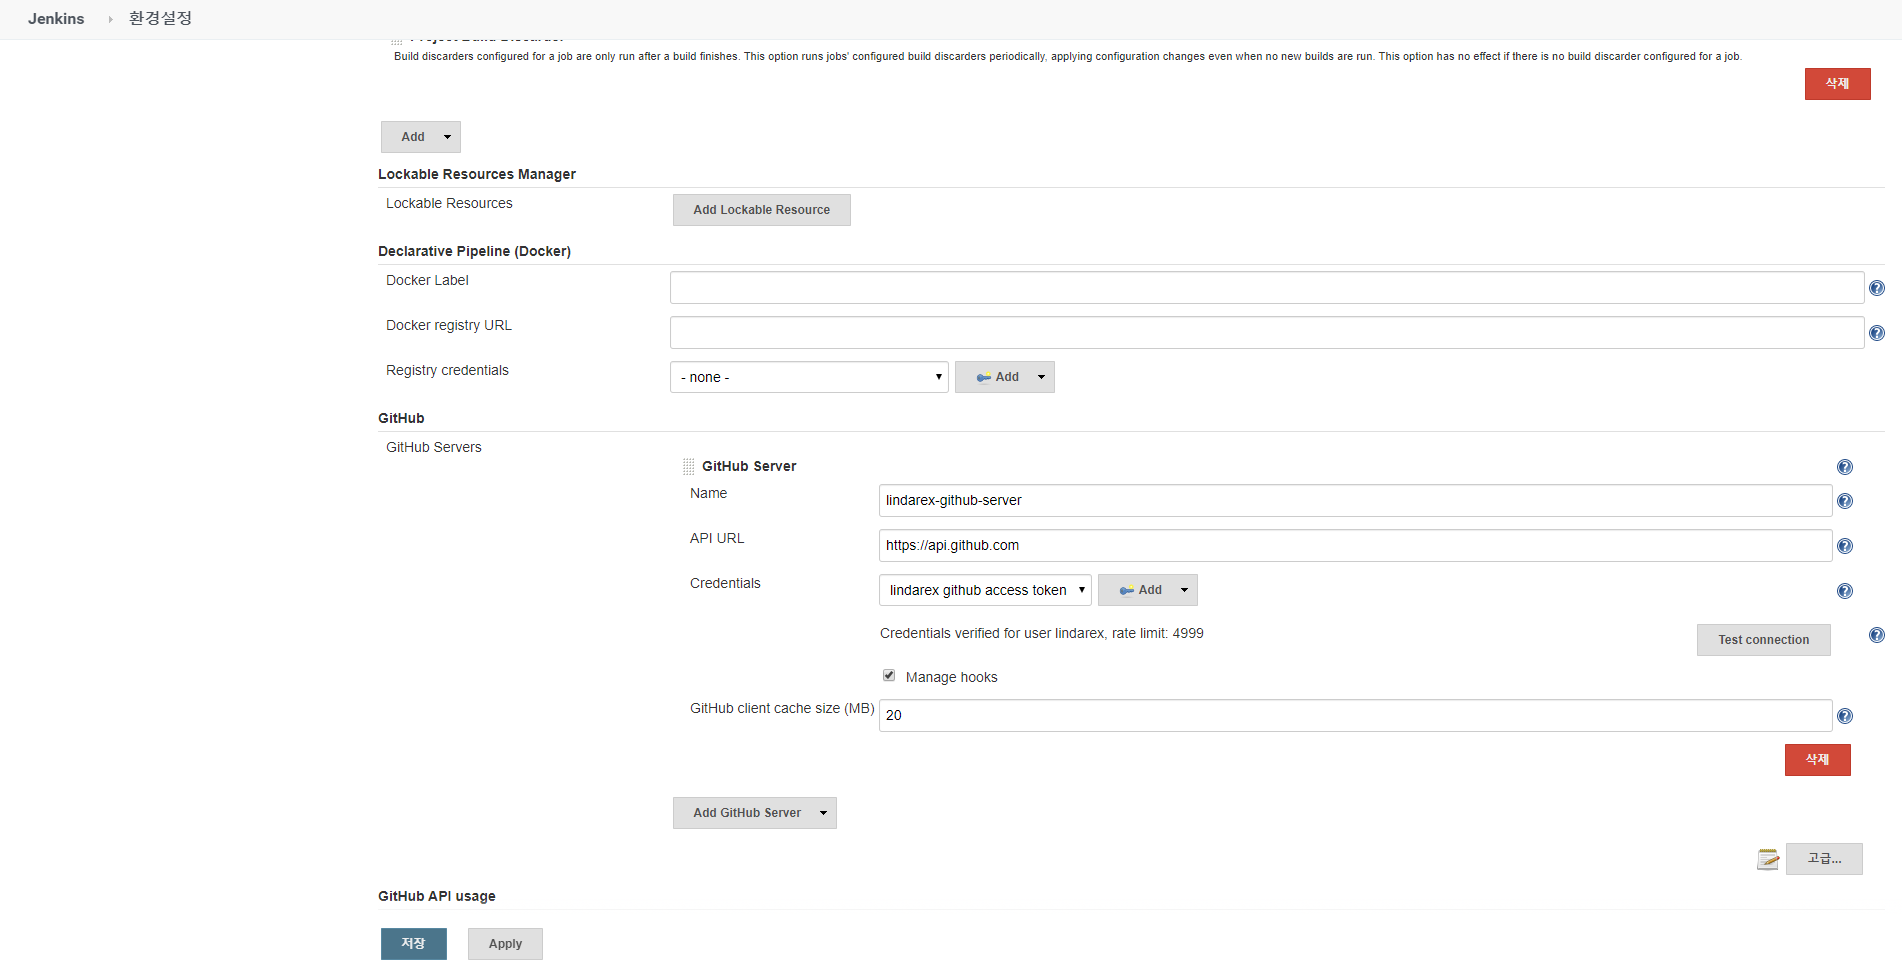 Jenkins 환경설정
Project Build Discarder
Build discarders configured for a job are only run after a build finishes. This option runs jobs' configured build discarders periodically, applying configuration changes even when no new builds are run. This option has no effect if there is no build discarder configured for a job.
삭제
Add
Lockable Resources Manager
Lockable Resources
Add Lockable Resource
Declarative Pipeline (Docker)
Docker Label
Docker registry URL
Registry credentials
- none -
Add
GitHub
GitHub Servers
GitHub Server
Name
lindarex-github-server
API URL
https://api.github.com
Credentials
lindarex github access token
Add
Credentials verified for user lindarex, rate limit: 4999
Test connection
Manage hooks
GitHub client cache size (MB)
20
삭제
Add GitHub Server
고급...
GitHub API usage
저장
Apply